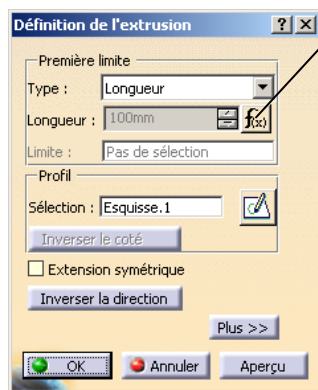 Définition de l'extrusion
Première limite
Type : Longueur
Longueur : 100mm f(x)
Limite : Pas de sélection
Profil
Sélection : Esquisse.1
Inverser le coté
Extension symétrique
Inverser la direction
Plus >>
OK Annuler Aperçu